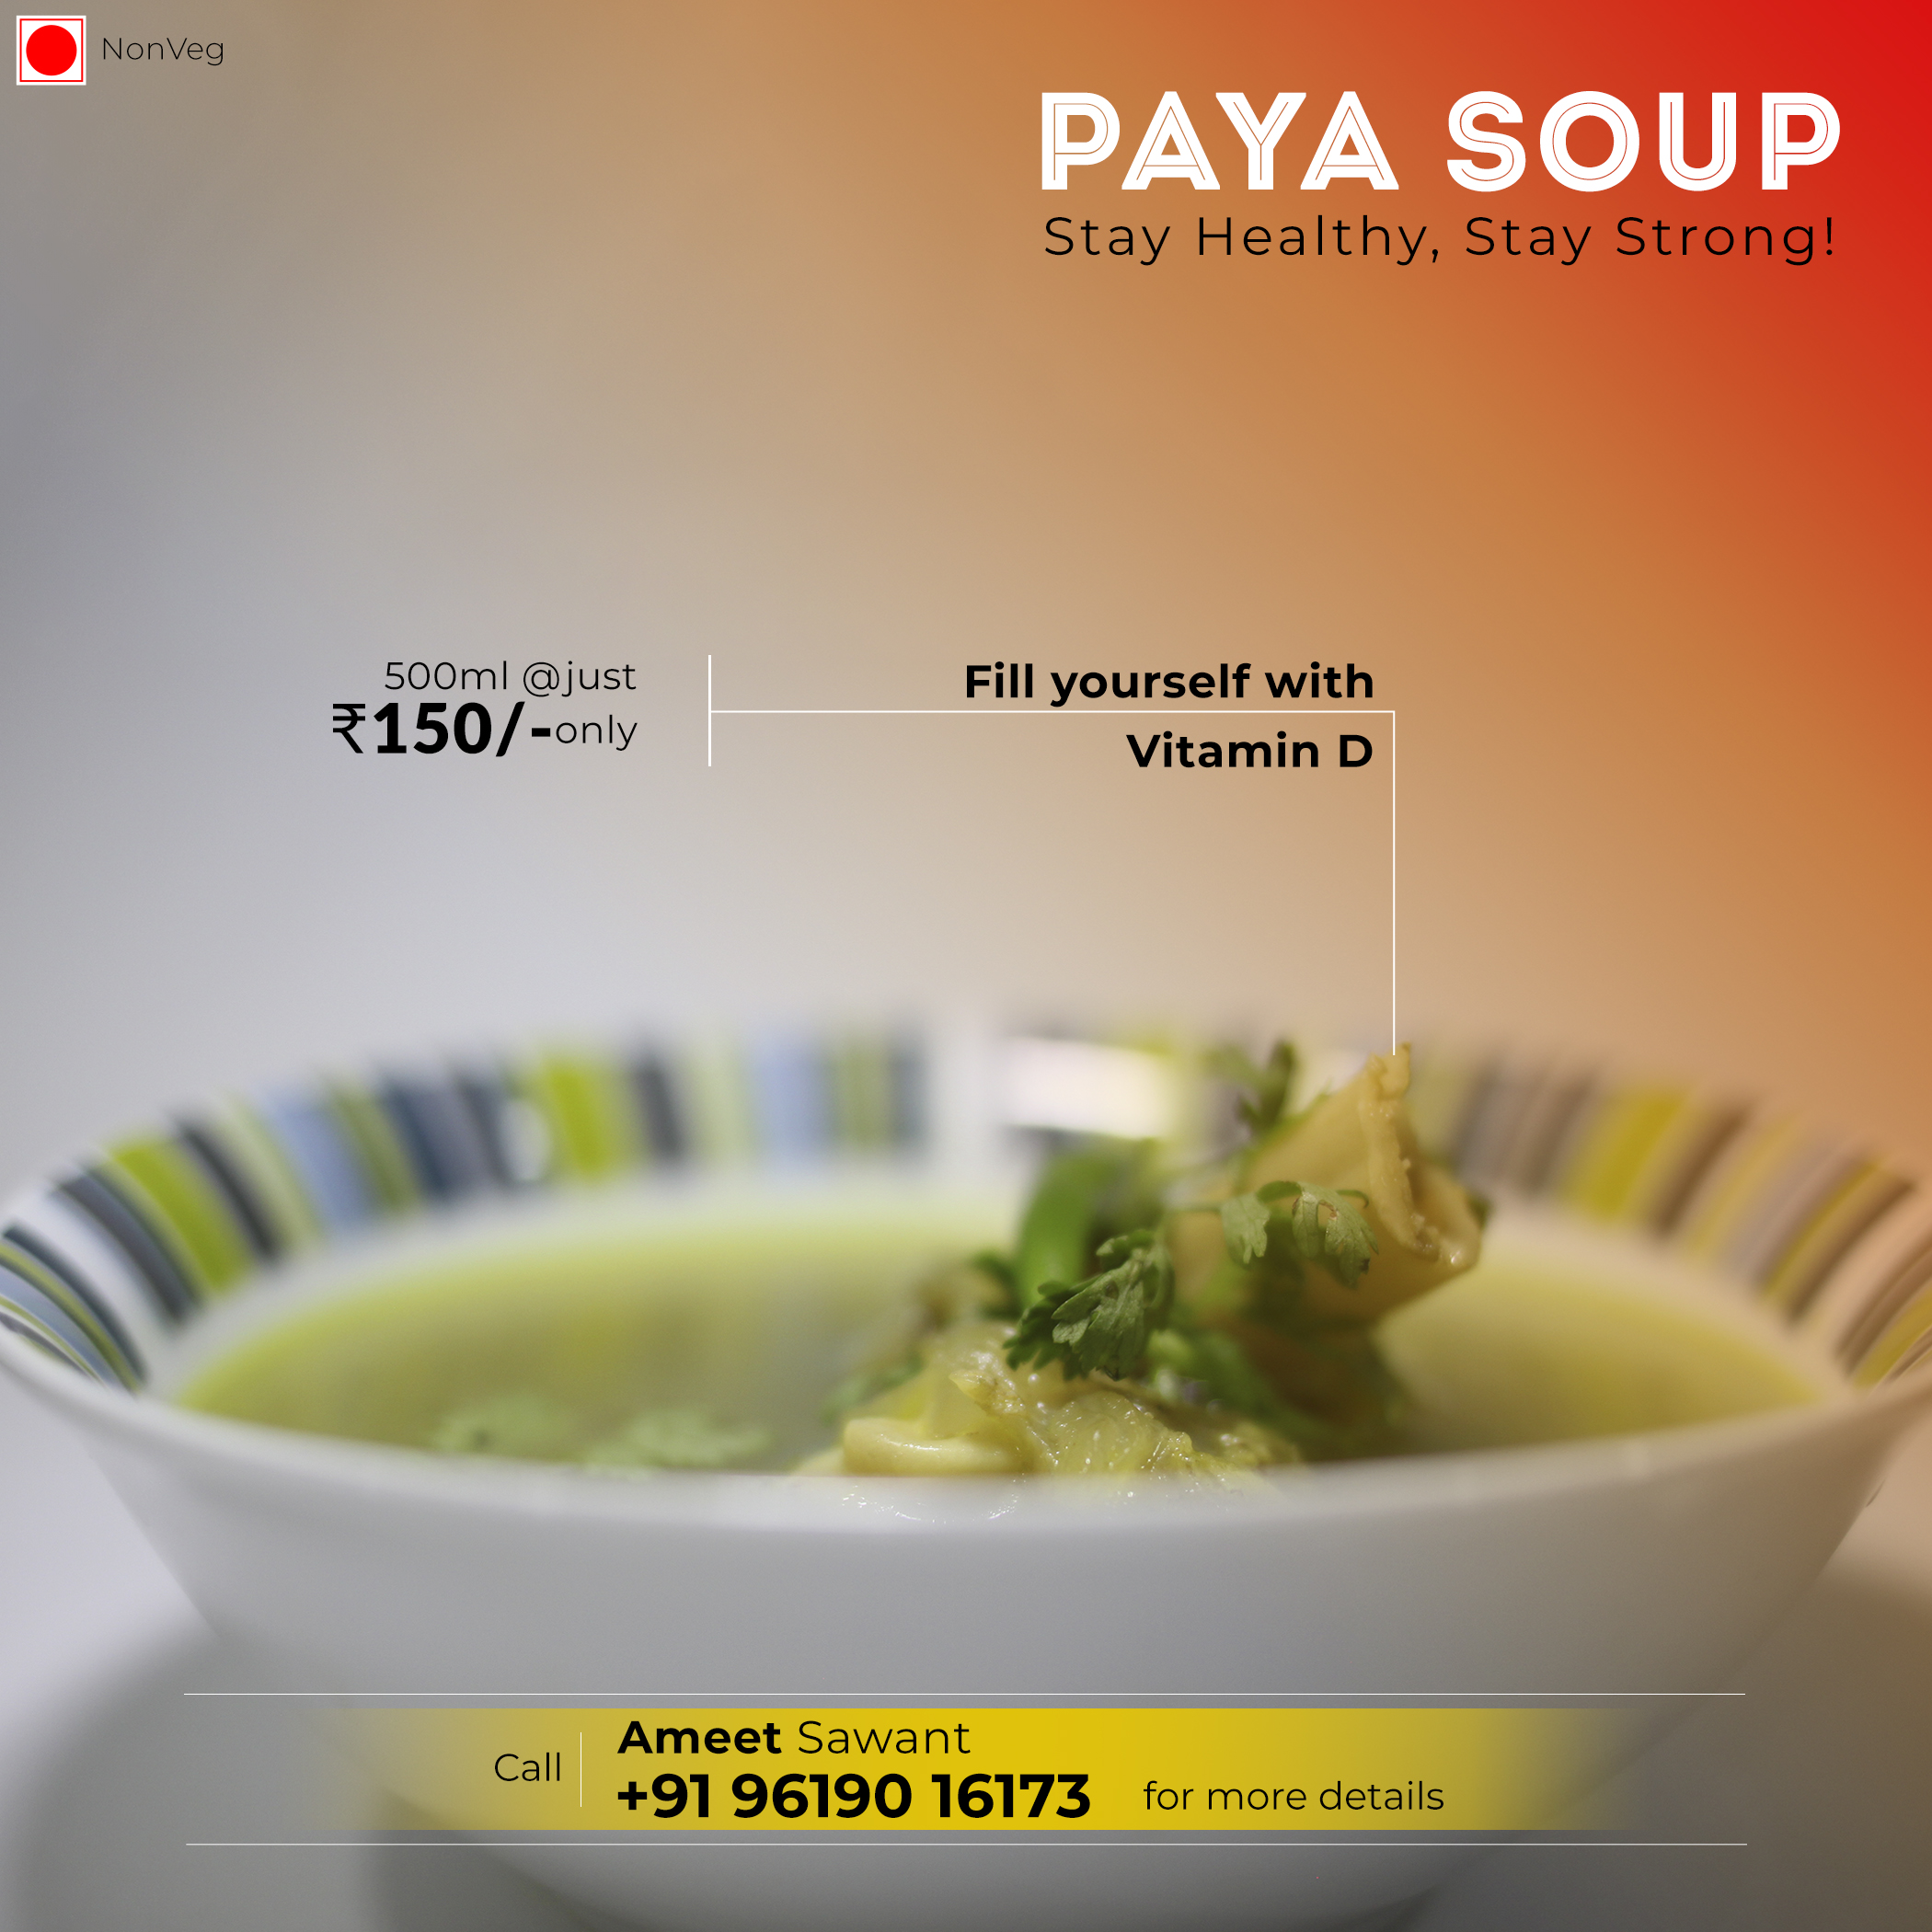 NonVeg
PAYA SOUP
Stay Healthy, Stay Strong!
500ml @just
₹150/-only
Fill yourself with
Vitamin D
Call
Ameet Sawant
+91 96190 16173
for more details